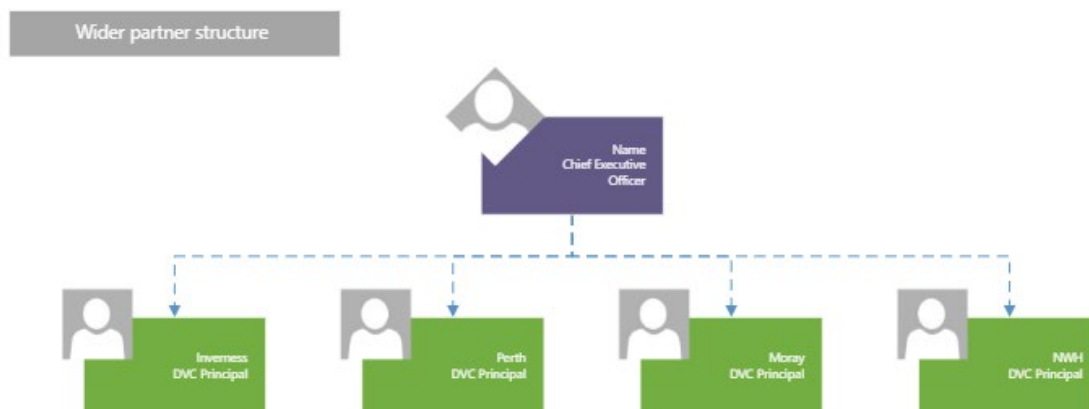 Wider partner structure
Name
Chief Executive
Officer
Inverness
DVC Principal
Perth
DVC Principal
Moray
DVC Principal
NWH
DVC Principal